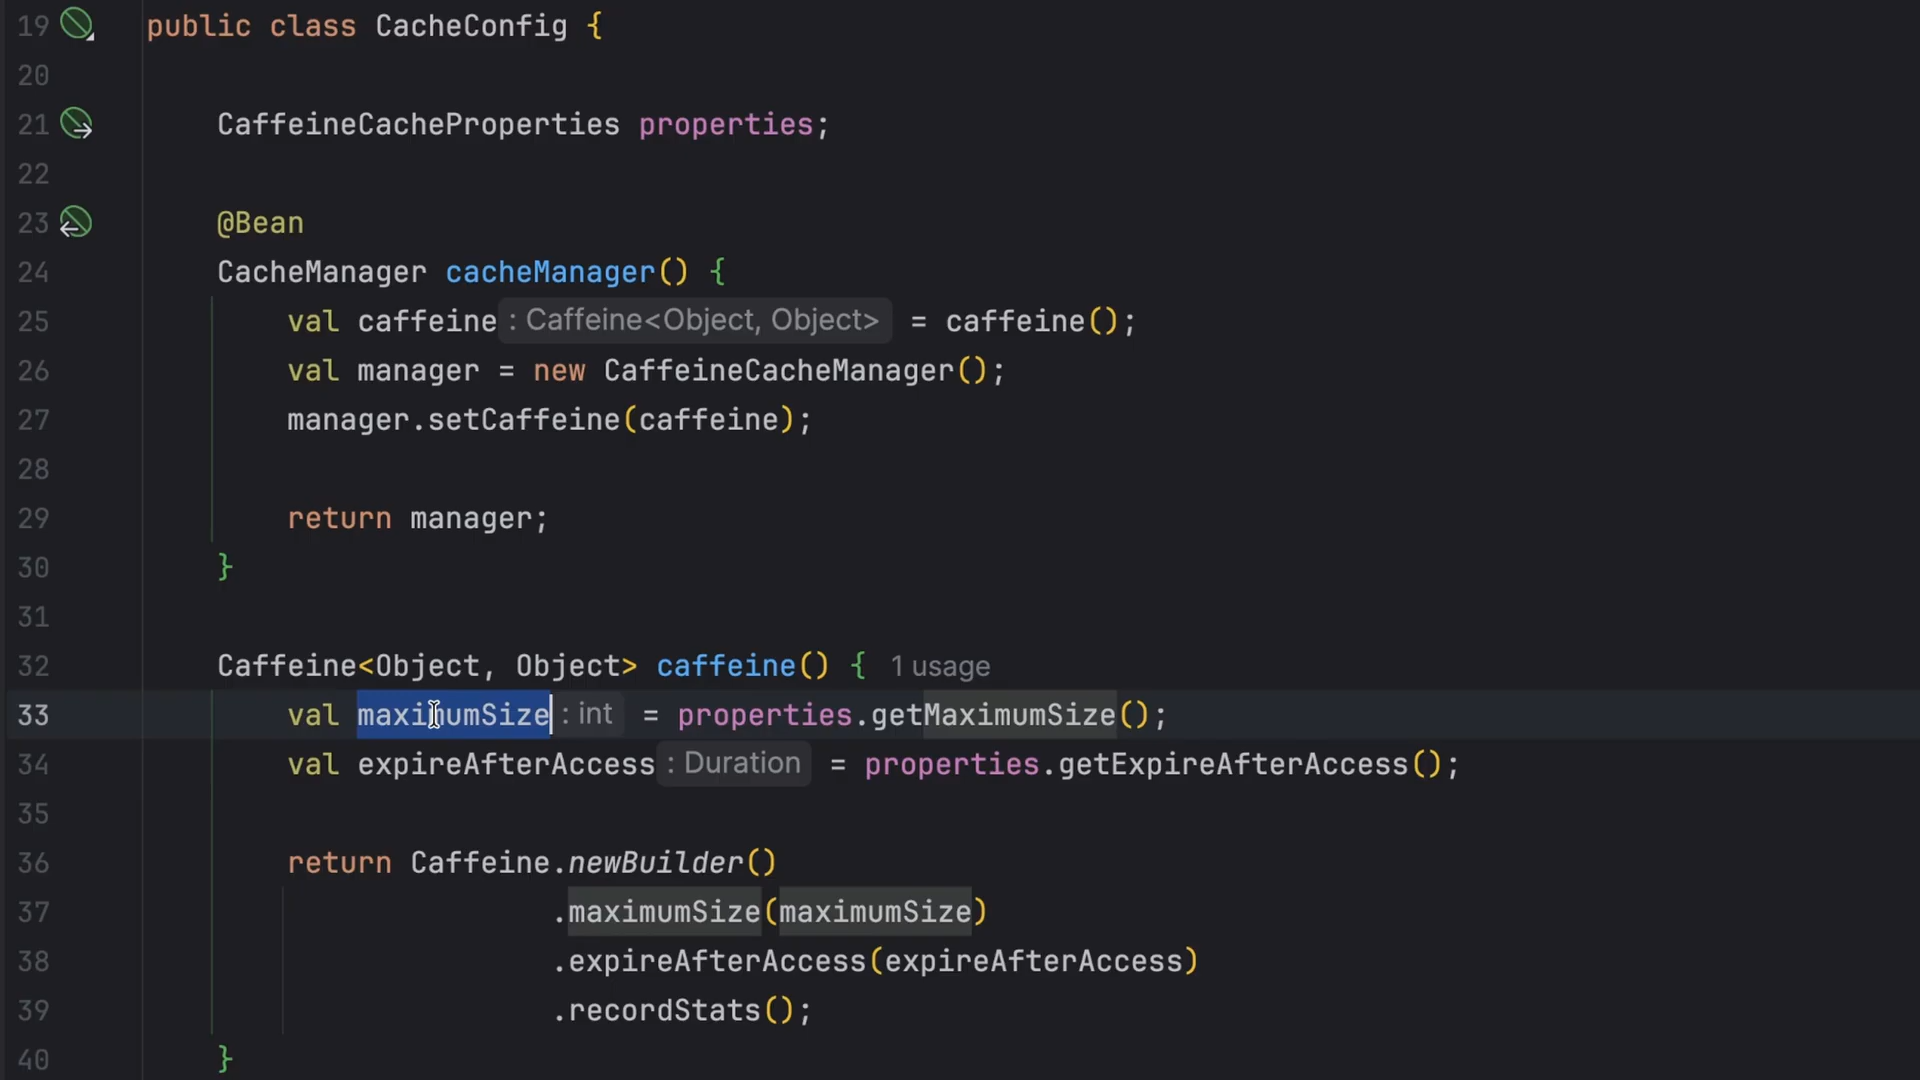 19 public class CacheConfig {
20
21 CaffeineCacheProperties properties;
22
23 @Bean
24 CacheManager cacheManager() {
25 val caffeine : Caffeine<Object, Object> = caffeine();
26 val manager = new CaffeineCacheManager();
27 manager.setCaffeine(caffeine);
28
29 return manager;
30 }
31
32 Caffeine<Object, Object> caffeine() { 1 usage
33 val maximumSize : int = properties.getMaximumSize();
34 val expireAfterAccess : Duration = properties.getExpireAfterAccess();
35
36 return Caffeine.newBuilder()
37 .maximumSize(maximumSize)
38 .expireAfterAccess(expireAfterAccess)
39 .recordStats();
40 }